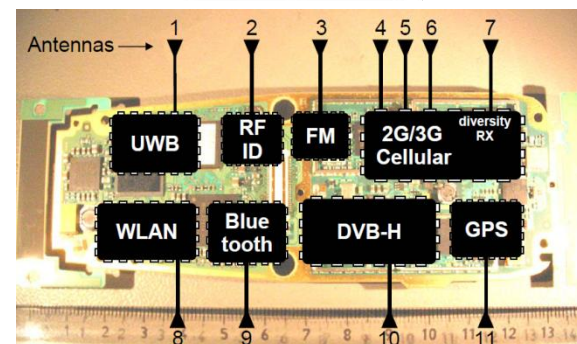 1 2 3 4 5 6 7
Antennas
UWB
RF
ID
FM
2G/3G
Cellular
diversity
RX
WLAN
Blue
tooth
DVB-H
GPS
8 9 10 11